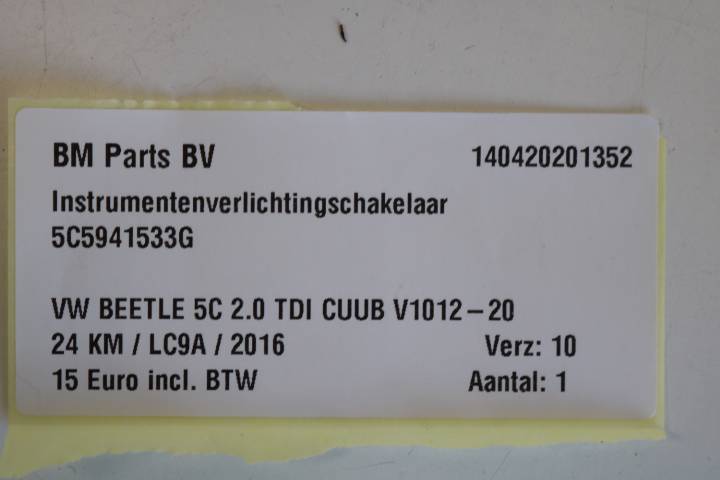 BM Parts BV 140420201352
Instrumentenverlichtingschakelaar
5C5941533G
VW BEETLE 5C 2.0 TDI CUUB V1012-20
24 KM / LC9A / 2016 Verz: 10
15 Euro incl. BTW Aantal: 1